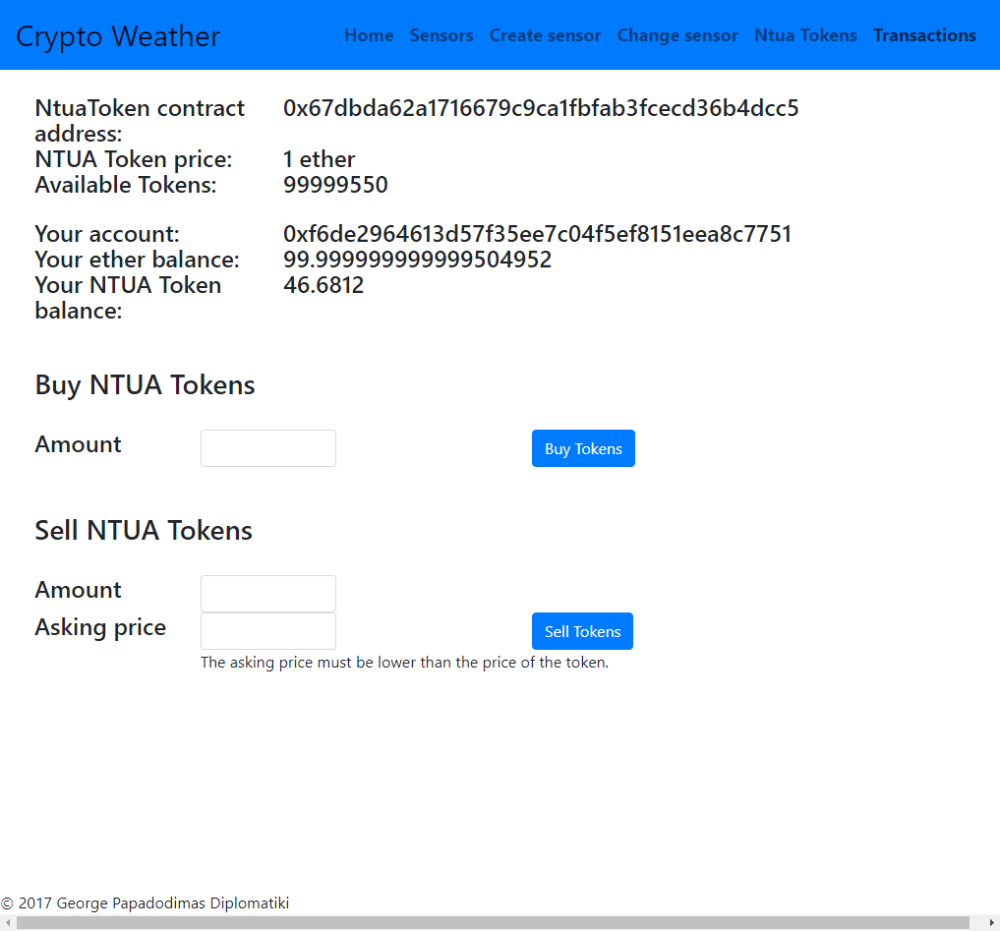 Crypto Weather Home Sensors Create sensor Change sensor Ntua Tokens Transactions
NtuaToken contract address: 0x67dbda62a1716679c9ca1fbfab3fcecd36b4dcc5
NTUA Token price: 1 ether
Available Tokens: 99999550
Your account: 0xf6de2964613d57f35ee7c04f5ef8151eea8c7751
Your ether balance: 99.999999999999504952
Your NTUA Token balance: 46.6812
Buy NTUA Tokens
Amount Buy Tokens
Sell NTUA Tokens
Amount
Asking price Sell Tokens
The asking price must be lower than the price of the token.
© 2017 George Papadodimas Diplomatiki